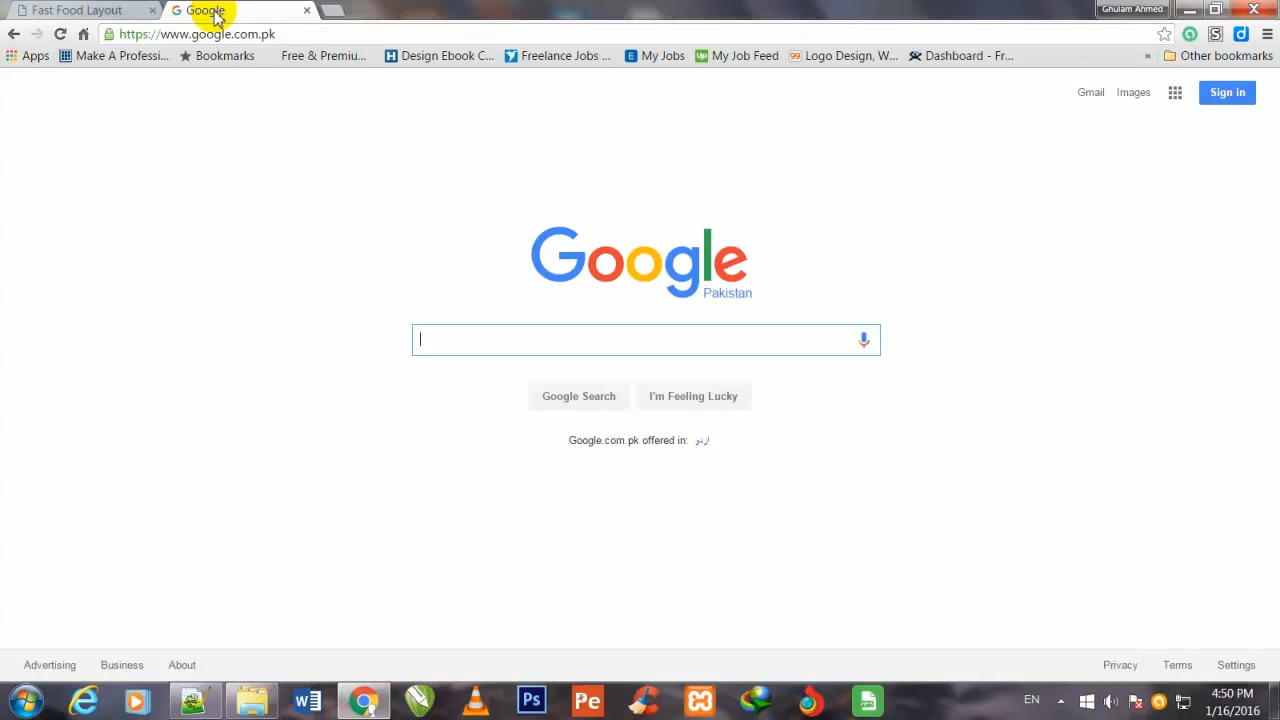 Fast Food Layout
Google
Ghulam Ahmed
https://www.google.com.pk
Apps
Make A Professi...
Bookmarks
Free & Premiu...
Design Ebook C...
Freelance Jobs ...
My Jobs
My Job Feed
Logo Design, W...
Dashboard - Fr...
»
Other bookmarks
Gmail
Images
Sign in
Google
Pakistan
Google Search
I'm Feeling Lucky
Google.com.pk offered in: اردو
Advertising
Business
About
Privacy
Terms
Settings
EN
4:50 PM
1/16/2016